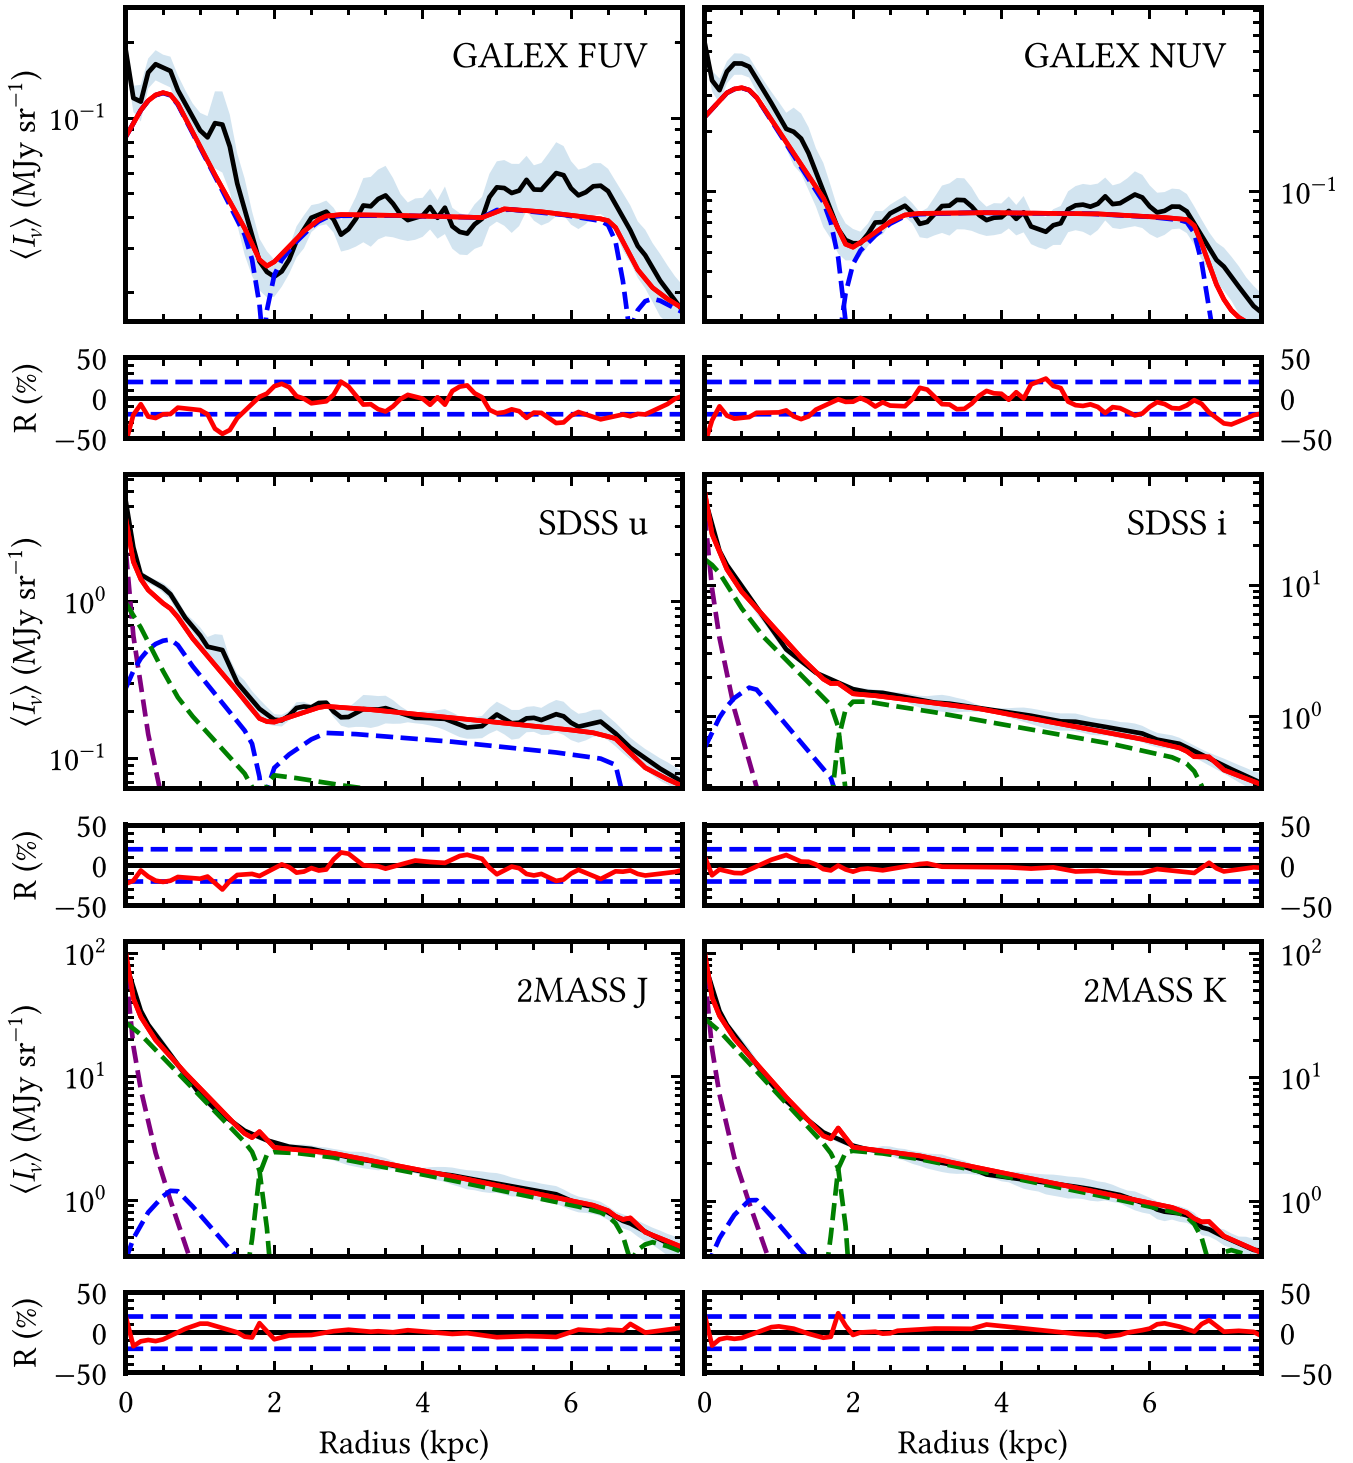 GALEX FUV
GALEX NUV
⟨I_ν⟩ (MJy sr⁻¹)
10⁻¹
10⁻¹
R (%)
50
0
−50
50
0
−50
SDSS u
SDSS i
⟨I_ν⟩ (MJy sr⁻¹)
10⁰
10⁻¹
10¹
10⁰
R (%)
50
0
−50
50
0
−50
2MASS J
2MASS K
⟨I_ν⟩ (MJy sr⁻¹)
10²
10¹
10⁰
10²
10¹
10⁰
R (%)
50
0
−50
50
0
−50
0 2 4 6
0 2 4 6
Radius (kpc)
Radius (kpc)